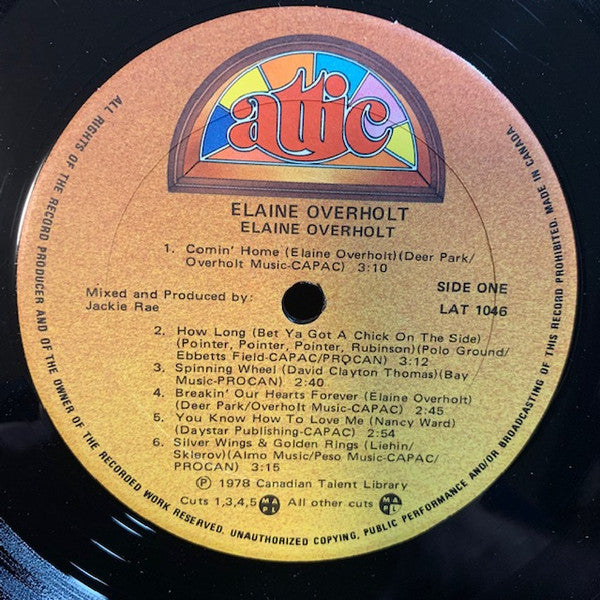 attic
ELAINE OVERHOLT
ELAINE OVERHOLT
1. Comin' Home (Elaine Overholt)(Deer Park/
Overholt Music-CAPAC) 3:10
SIDE ONE
LAT 1046
Mixed and Produced by:
Jackie Rae
2. How Long (Bet Ya Got A Chick On The Side)
(Pointer, Pointer, Pointer, Rubinson)(Polo Ground/
Ebbetts Field-CAPAC/PROCAN) 3:12
3. Spinning Wheel (David Clayton Thomas)(Bay
Music-PROCAN) 2:40
4. Breakin' Our Hearts Forever (Elaine Overholt)
(Deer Park/Overholt Music-CAPAC) 2:45
5. You Know How To Love Me (Nancy Ward)
(Daystar Publishing-CAPAC) 2:54
6. Silver Wings & Golden Rings (Liehin/
Sklerov)(Almo Music/Peso Music-CAPAC/
PROCAN) 3:15
Ⓟ 1978 Canadian Talent Library
Cuts 1,3,4,5 MAPL All other cuts MAPL
ALL RIGHTS OF THE RECORD PRODUCER AND OF THE OWNER OF THE RECORDED WORK RESERVED. UNAUTHORIZED COPYING, PUBLIC PERFORMANCE AND/OR BROADCASTING OF THIS RECORD PROHIBITED. MADE IN CANADA.